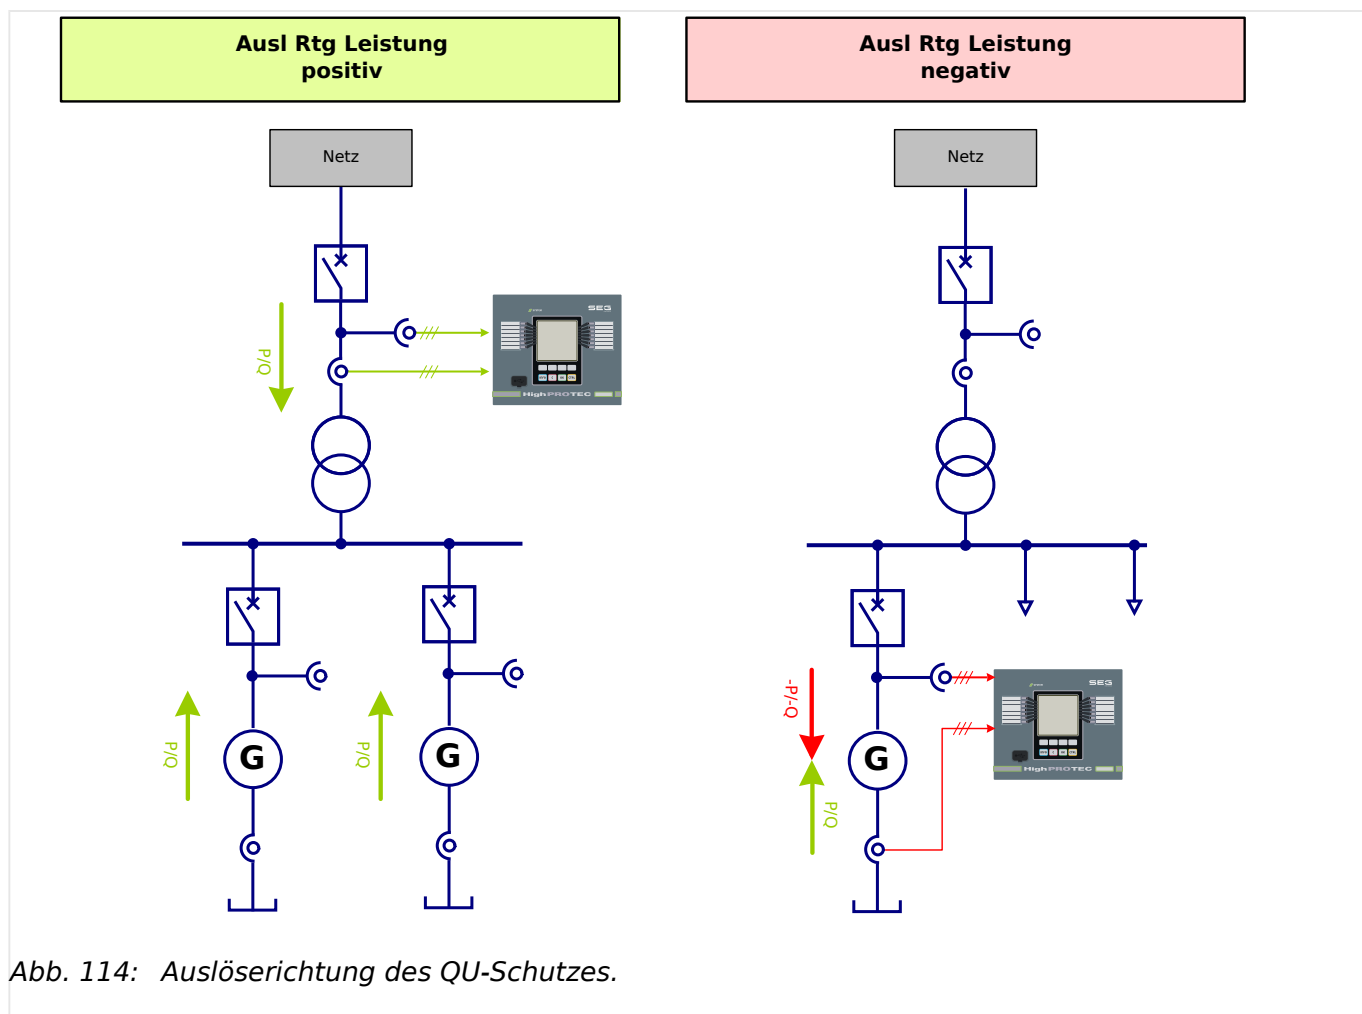 Ausl Rtg Leistung
positiv
Ausl Rtg Leistung
negativ
Netz
Netz
SEG
P/Q
HighPROTEC
P/Q
P/Q
G
G
-P/-Q
SEG
G
P/Q
HighPROTEC
Abb. 114: Auslöserichtung des QU-Schutzes.